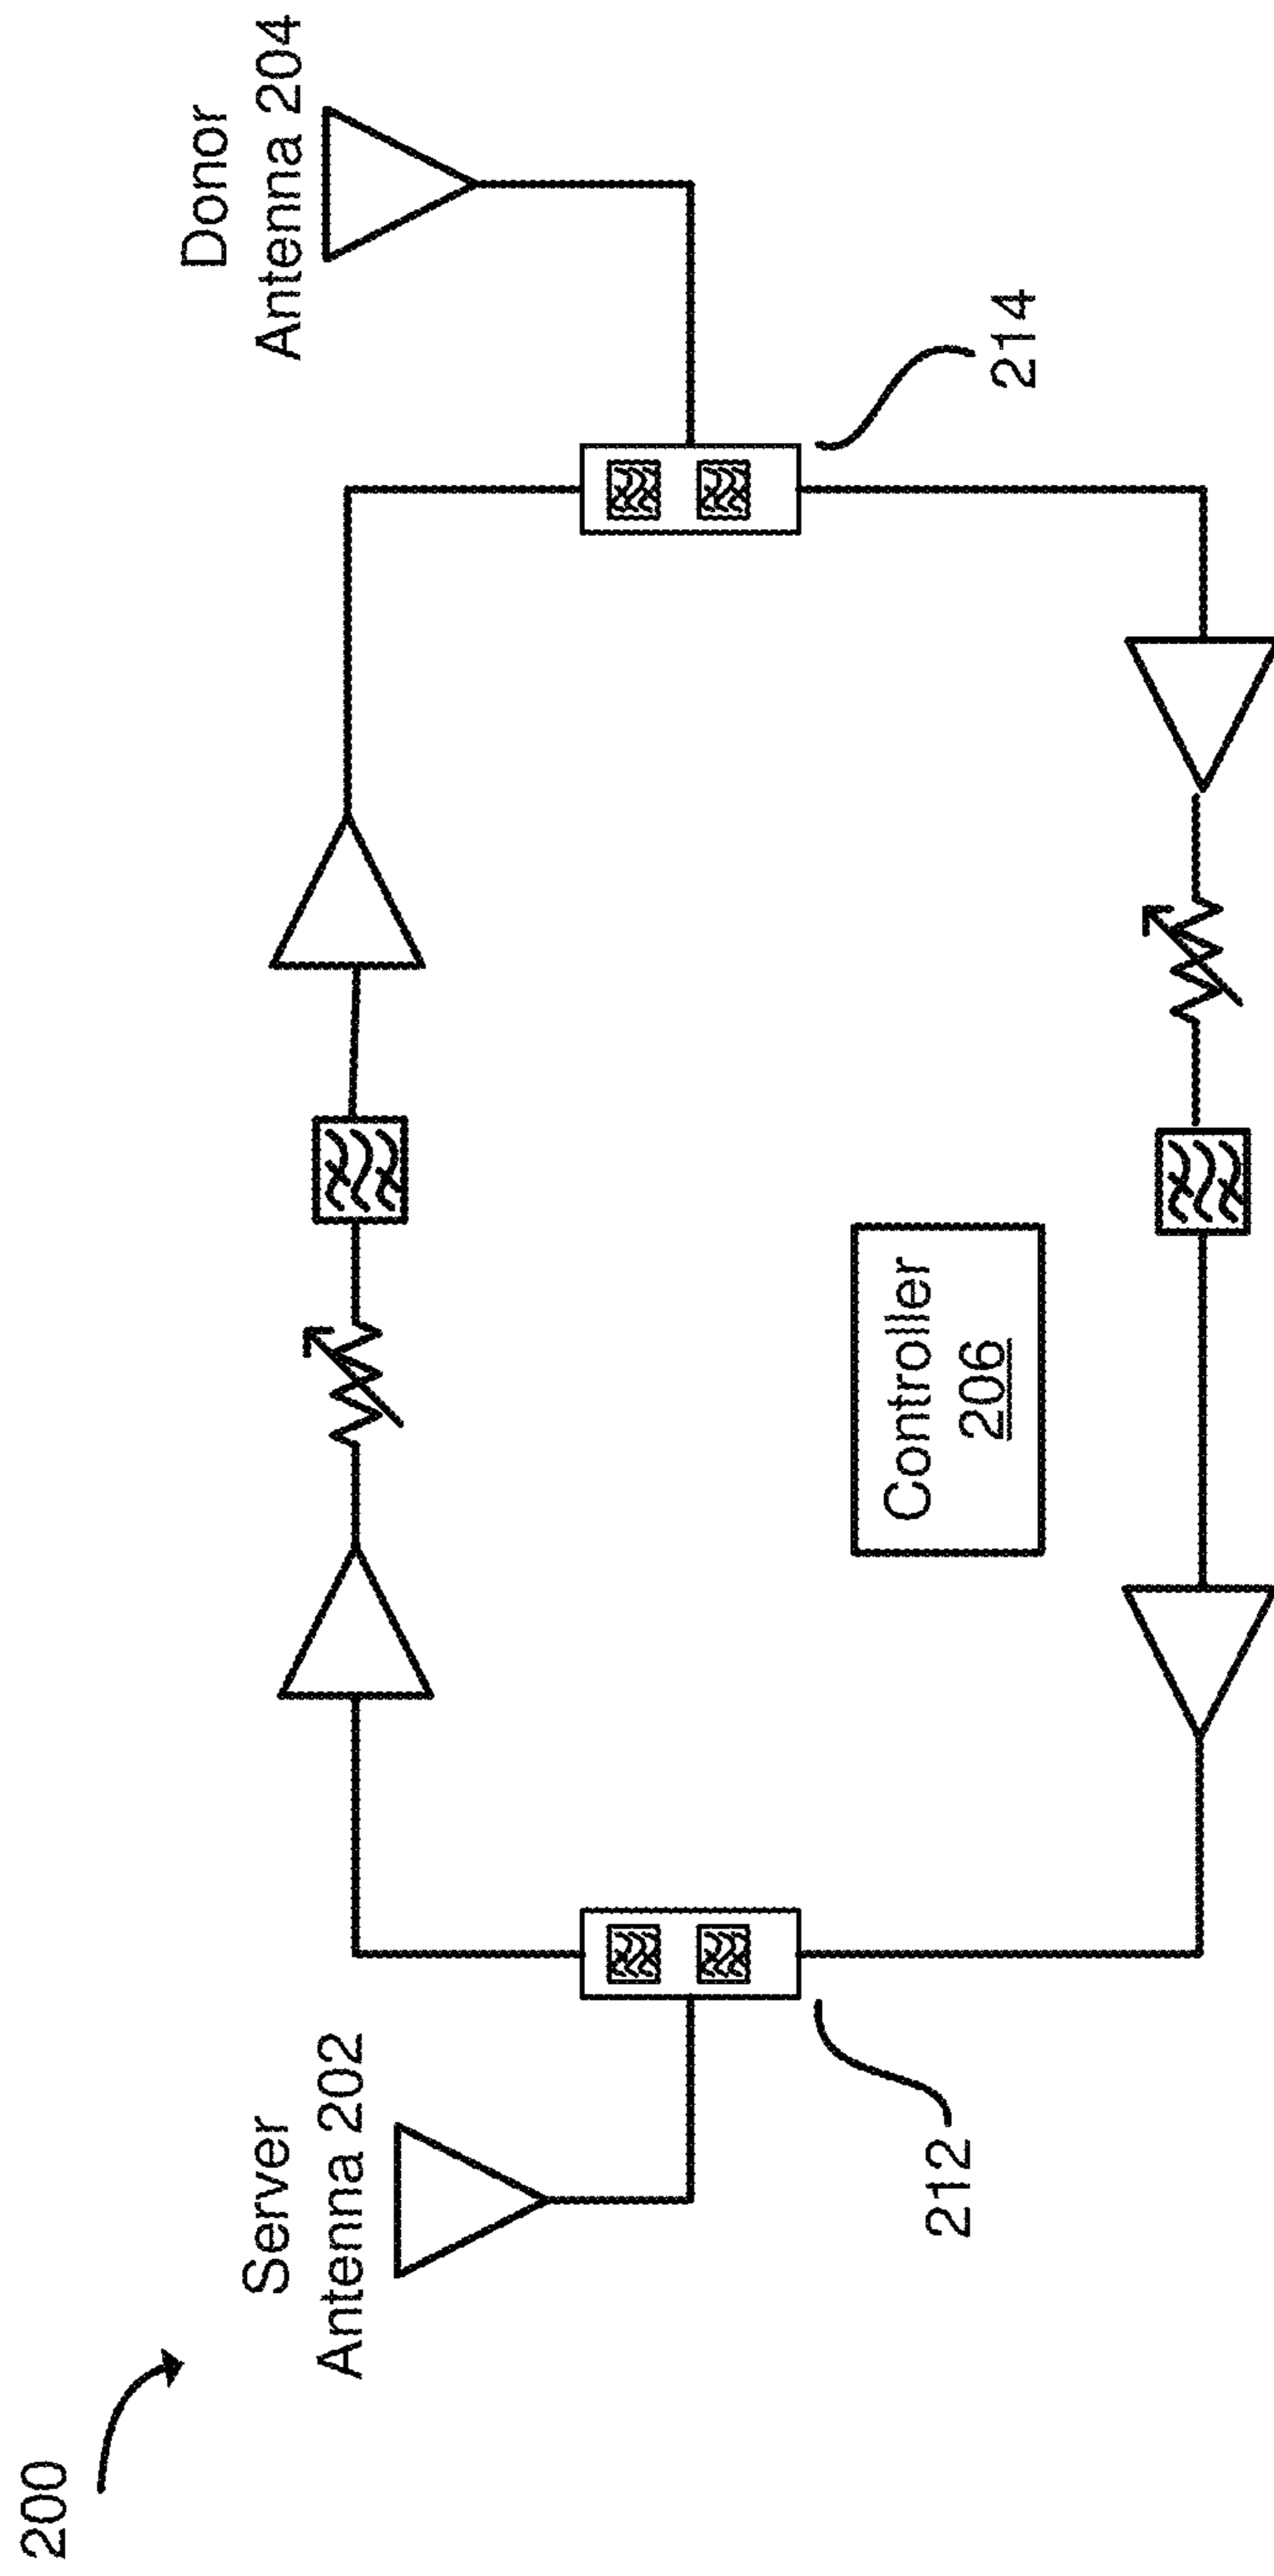 200
Server
Antenna 202
Donor
Antenna 204
212
214
Controller
206